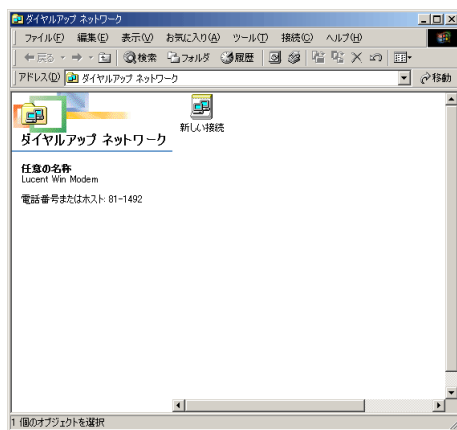 ダイヤルアップ ネットワーク
ファイル(F) 編集(E) 表示(V) お気に入り(A) ツール(T) 接続(C) ヘルプ(H)
戻る 検索 フォルダ 履歴
アドレス(D) ダイヤルアップ ネットワーク 移動
新しい接続
ダイヤルアップ ネットワーク
任意の名称
Lucent Win Modem
電話番号またはホスト: 81-1492
1 個のオブジェクトを選択